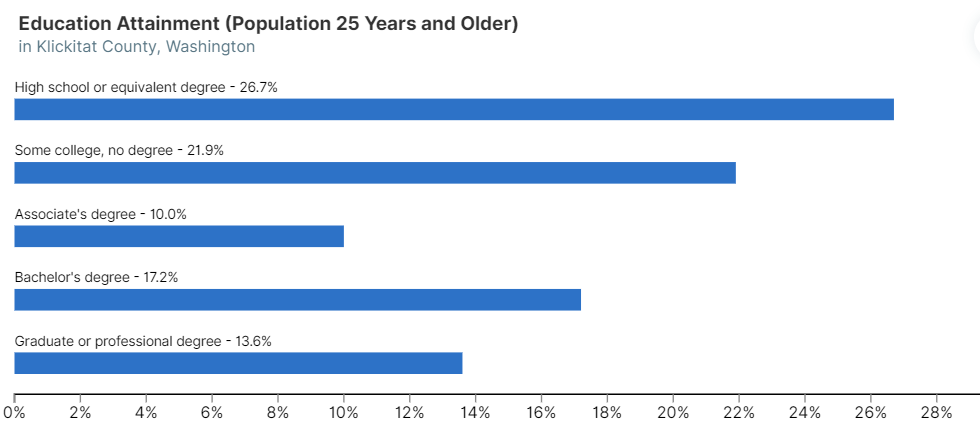 Education Attainment (Population 25 Years and Older)
in Klickitat County, Washington
High school or equivalent degree - 26.7%
Some college, no degree - 21.9%
Associate's degree - 10.0%
Bachelor's degree - 17.2%
Graduate or professional degree - 13.6%
0% 2% 4% 6% 8% 10% 12% 14% 16% 18% 20% 22% 24% 26% 28%